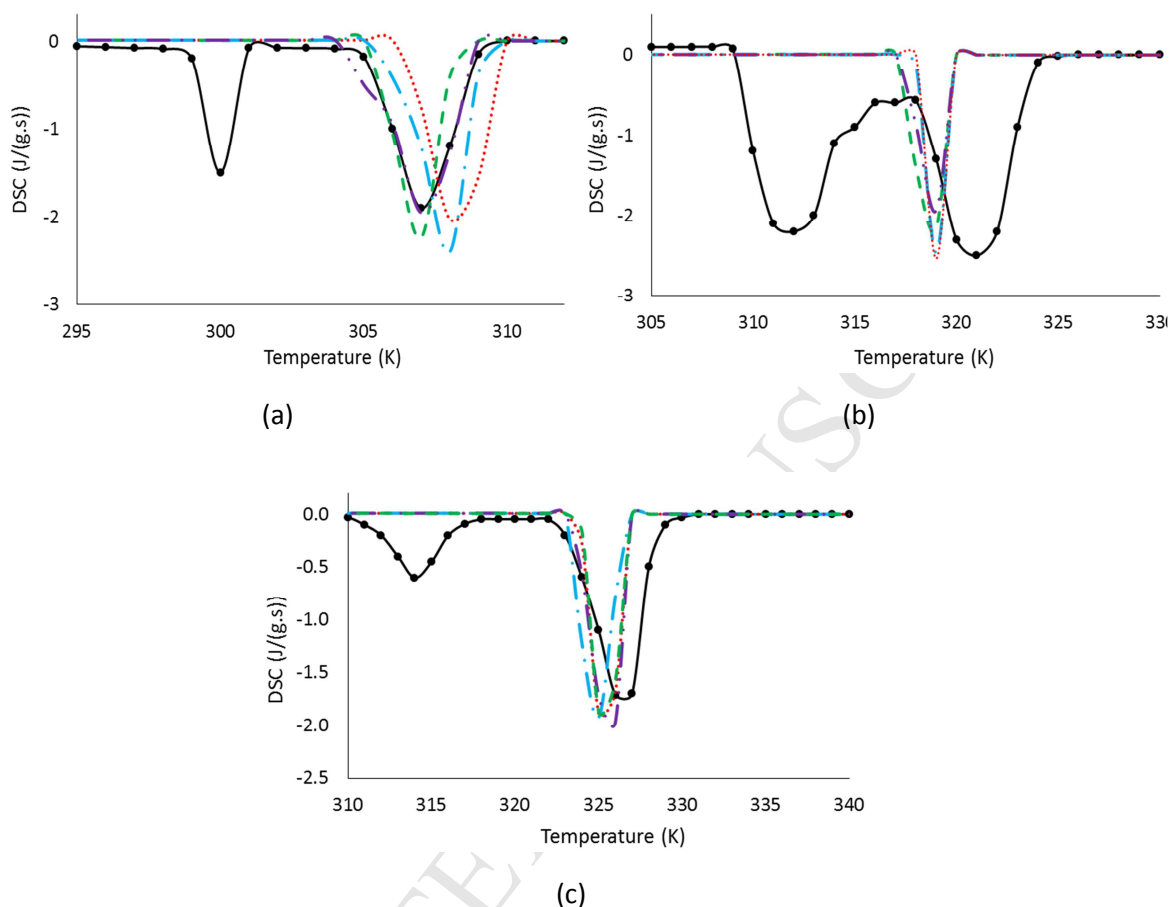 0
-1
-2
-3
DSC (J/(g.s))
295 300 305 310
Temperature (K)
(a)
0
-1
-2
-3
DSC (J/(g.s))
305 310 315 320 325
Temperature (K)
(b)
0.0
-0.5
-1.0
-1.5
-2.0
-2.5
DSC (J/(g.s))
310 315 320 325 330 335 340
Temperature (K)
(c)